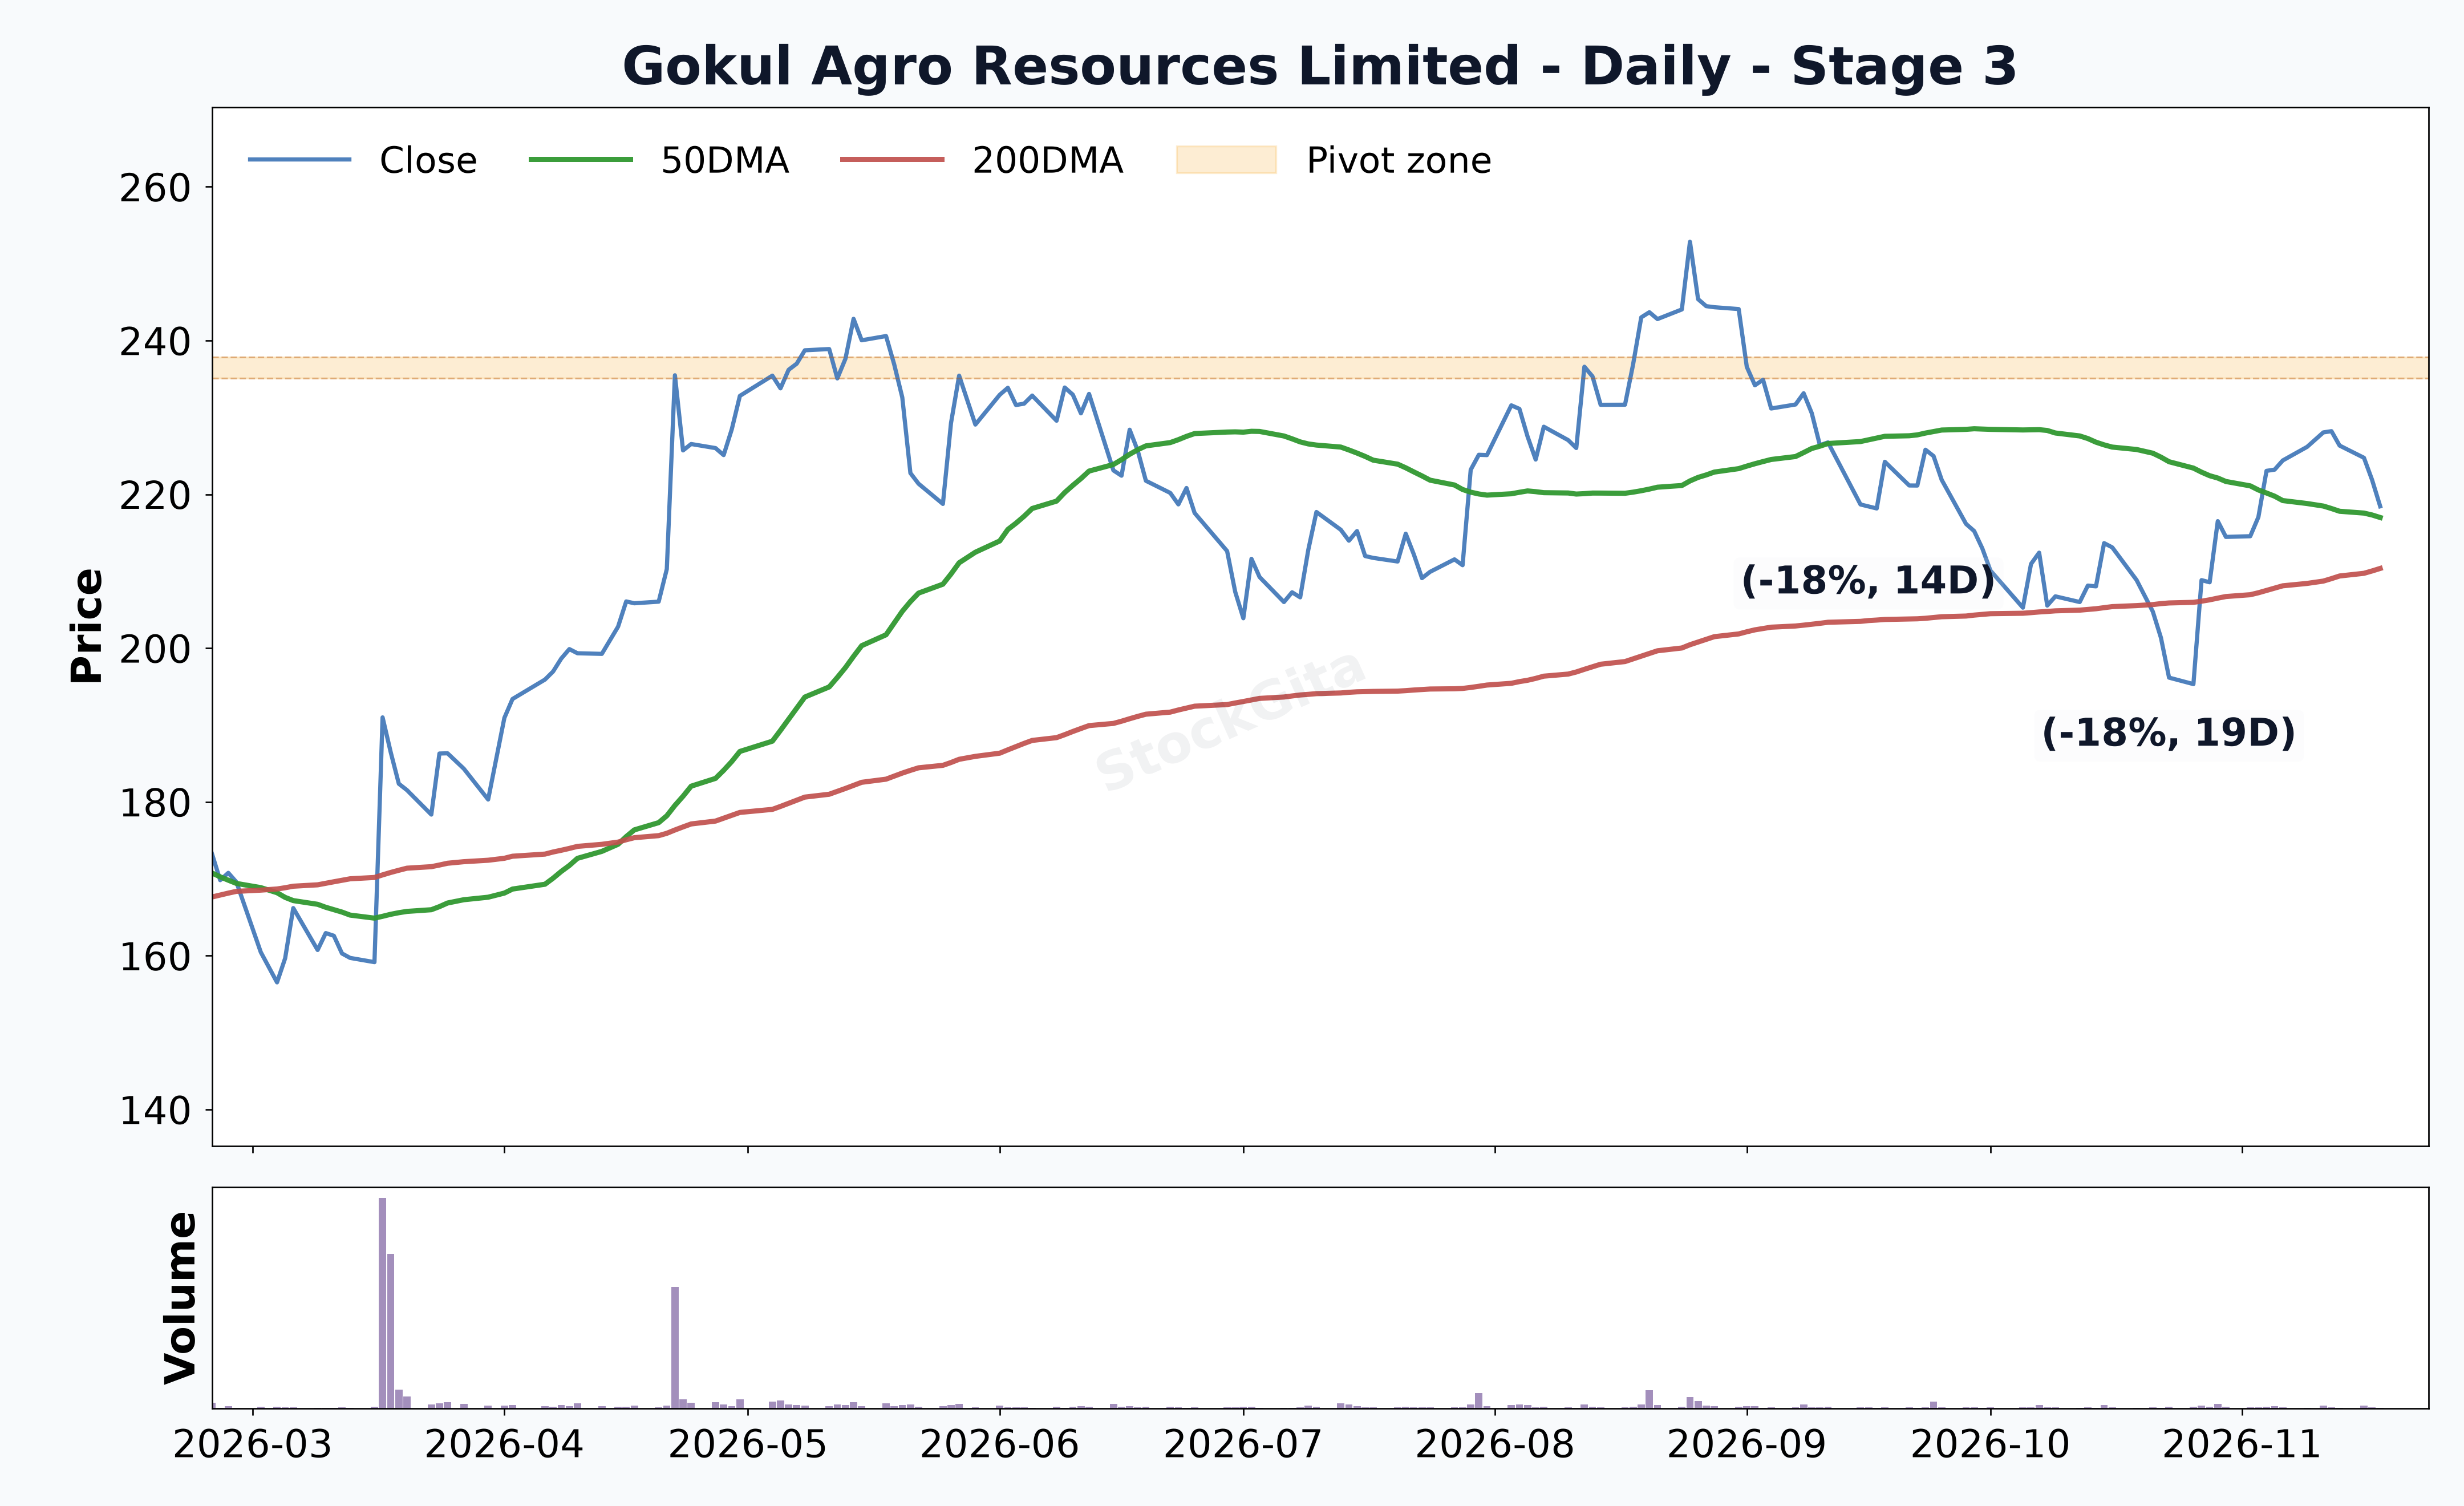 Gokul Agro Resources Limited - Daily - Stage 3
Close 50DMA 200DMA Pivot zone
260
240
220
200
180
160
140
Price
(-18%, 14D)
(-18%, 19D)
StockGita
Volume
2026-03 2026-04 2026-05 2026-06 2026-07 2026-08 2026-09 2026-10 2026-11